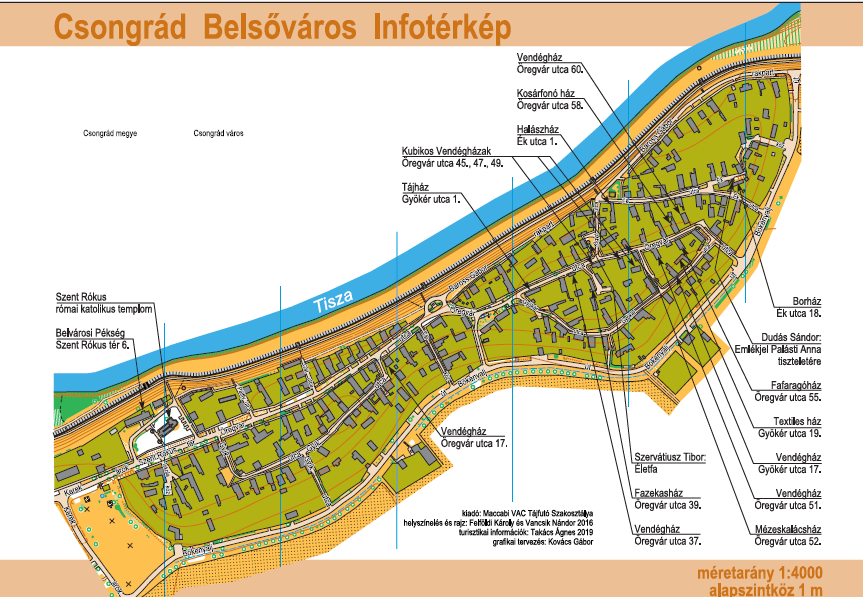 Csongrád Belsőváros Infotérkép
Csongrád megye
Csongrád város
Vendégház
Öregvár utca 60.
Kosárfonó ház
Öregvár utca 58.
Halászház
Ék utca 1.
Kubikos Vendégházak
Öregvár utca 45., 47., 49.
Tájház
Gyökér utca 1.
Tisza
Szent Rókus
római katolikus templom
Belvárosi Pékség
Szent Rókus tér 6.
Öregvár
Öregvár
Öregvár
Bökényi
Bökényi
Karek
Vendégház
Öregvár utca 17.
Borház
Ék utca 18.
Dudás Sándor:
Emlékjel Palásti Anna
tiszteletére
Fafaragóház
Öregvár utca 55.
Textiles ház
Gyökér utca 19.
Vendégház
Gyökér utca 17.
Vendégház
Öregvár utca 51.
Mézeskalácsház
Öregvár utca 52.
Szervátiusz Tibor:
Életfa
Fazekasház
Öregvár utca 39.
Vendégház
Öregvár utca 37.
kiadó: Maccabi VAC Tájfutó Szakosztálya
helyszínelés és rajz: Felföldi Károly és Vancsik Nándor 2016
turisztikai információk: Takács Ágnes 2019
grafikai tervezés: Kovács Gábor
méretarány 1:4000
alapszintköz 1 m